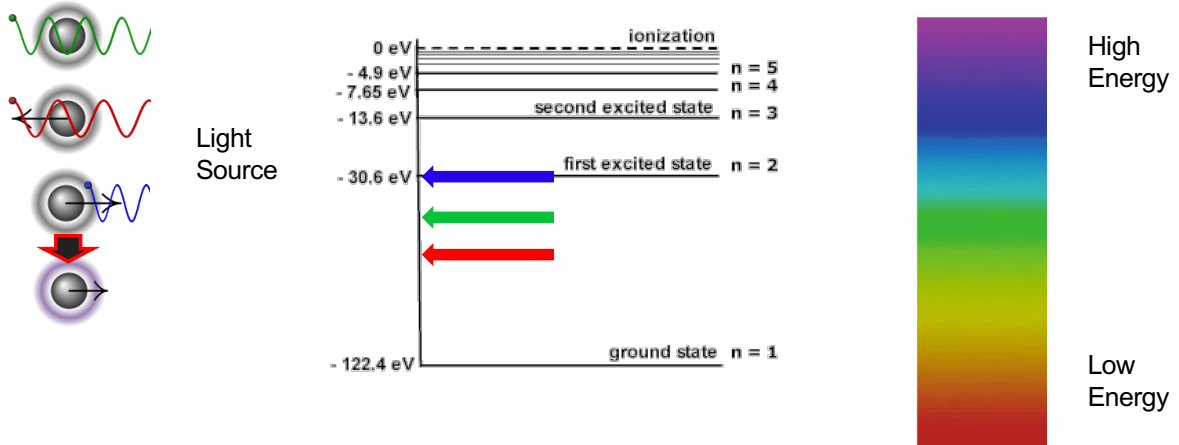 Light
Source
ionization
0 eV
- 4.9 eV
n = 5
- 7.65 eV
n = 4
- 13.6 eV
second excited state
n = 3
first excited state
n = 2
- 30.6 eV
ground state
n = 1
- 122.4 eV
High
Energy
Low
Energy